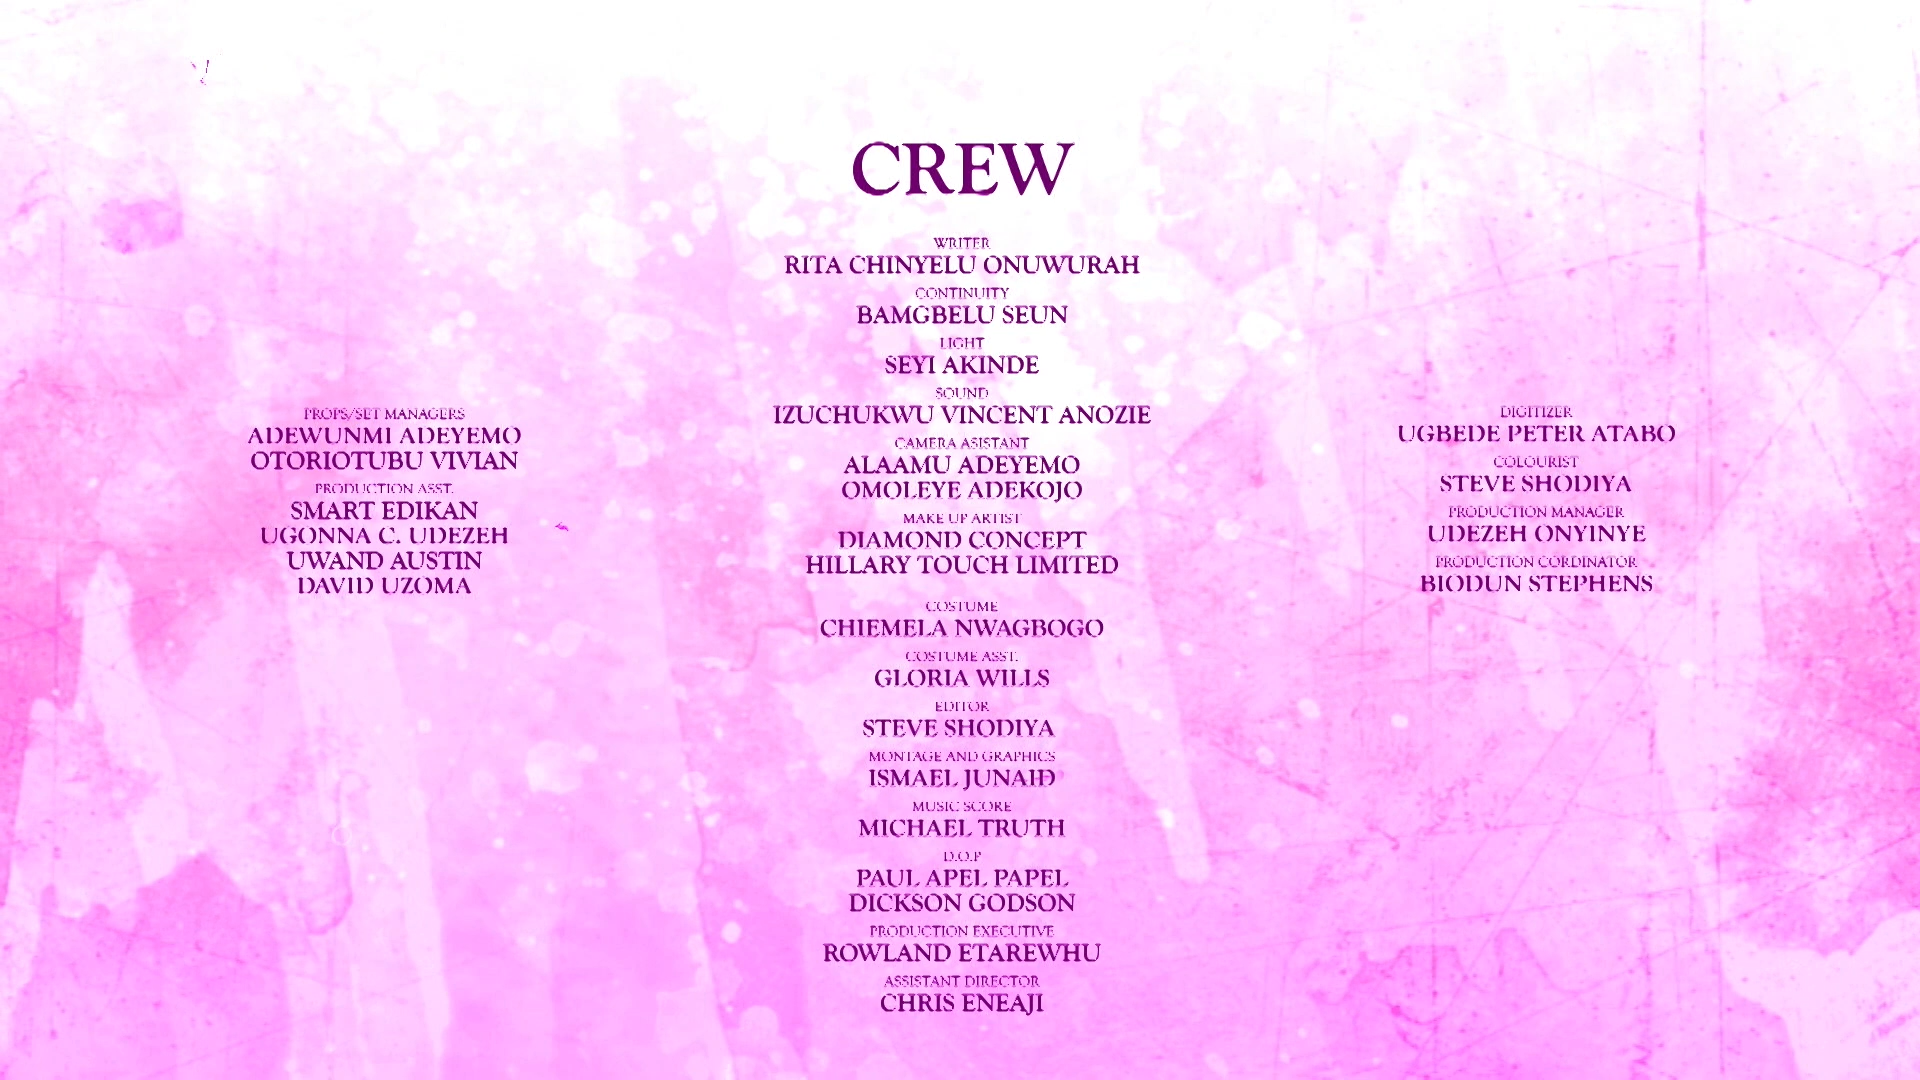 CREW
PROPS/SET MANAGERS
ADEWUNMI ADEYEMO
OTORIOTUBU VIVIAN
PRODUCTION ASST.
SMART EDIKAN
UGONNA C. UDEZEH
UWAND AUSTIN
DAVID UZOMA
WRITER
RITA CHINYELU ONUWURAH
CONTINUITY
BAMGBELU SEUN
LIGHT
SEYI AKINDE
SOUND
IZUCHUKWU VINCENT ANOZIE
CAMERA ASISTANT
ALAAMU ADEYEMO
OMOLEYE ADEKOJO
MAKE UP ARTIST
DIAMOND CONCEPT
HILLARY TOUCH LIMITED
COSTUME
CHIEMELA NWAGBOGO
COSTUME ASST.
GLORIA WILLS
EDITOR
STEVE SHODIYA
MONTAGE AND GRAPHICS
ISMAEL JUNAID
MUSIC SCORE
MICHAEL TRUTH
D.O.P
PAUL APEL PAPEL
DICKSON GODSON
PRODUCTION EXECUTIVE
ROWLAND ETAREWHU
ASSISTANT DIRECTOR
CHRIS ENEAJI
DIGITIZER
UGBEDE PETER ATABO
COLOURIST
STEVE SHODIYA
PRODUCTION MANAGER
UDEZEH ONYINYE
PRODUCTION CORDINATOR
BIODUN STEPHENS